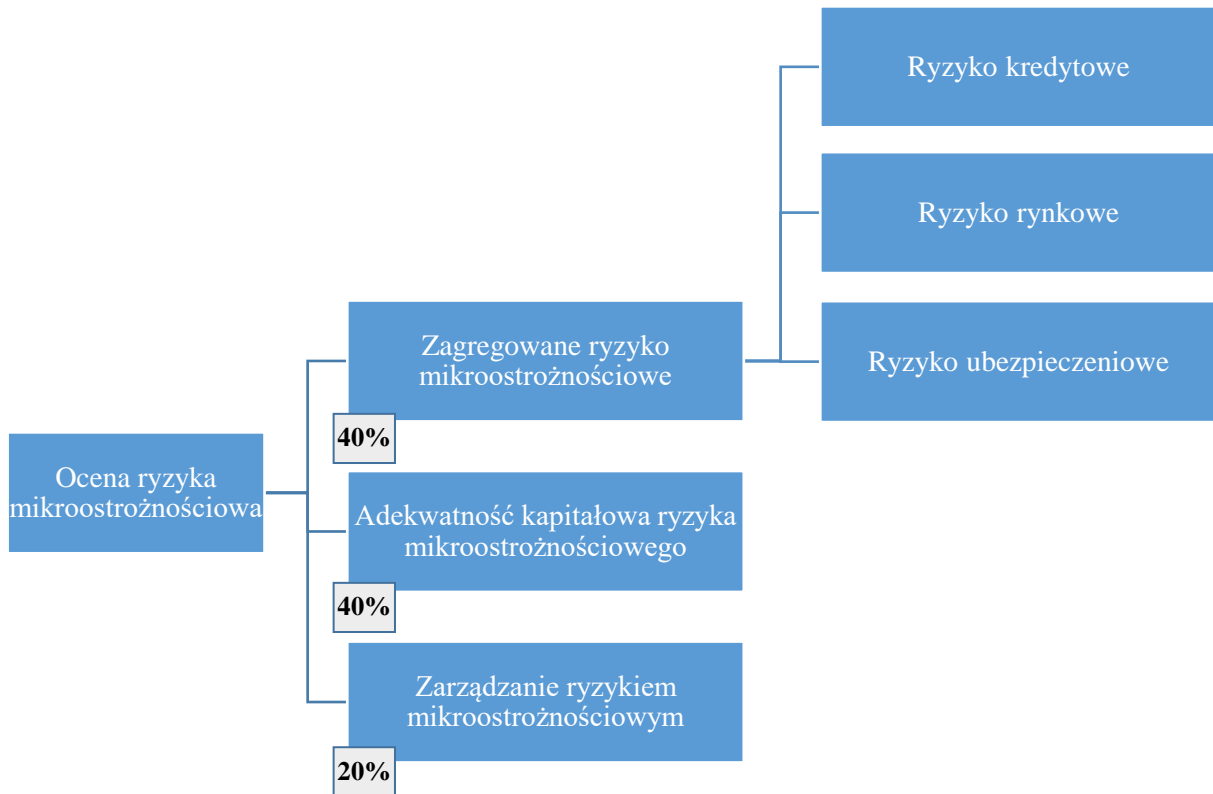 Ryzyko kredytowe
Ryzyko rynkowe
Zagregowane ryzyko
mikroostrożnościowe
Ryzyko ubezpieczeniowe
40%
Ocena ryzyka
mikroostrożnościowa
Adekwatność kapitałowa ryzyka
mikroostrożnościowego
40%
Zarządzanie ryzykiem
mikroostrożnościowym
20%